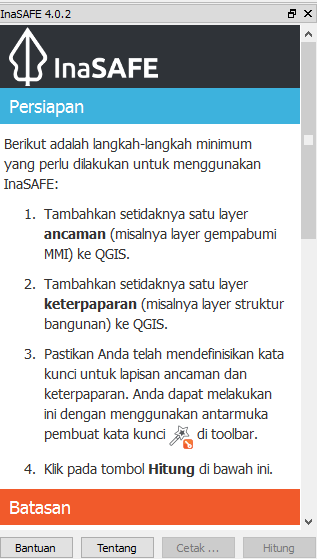 InaSAFE 4.0.2
InaSAFE
Persiapan
Berikut adalah langkah-langkah minimum
yang perlu dilakukan untuk menggunakan
InaSAFE:
1. Tambahkan setidaknya satu layer
ancaman (misalnya layer gempabumi
MMI) ke QGIS.
2. Tambahkan setidaknya satu layer
keterpaparan (misalnya layer struktur
bangunan) ke QGIS.
3. Pastikan Anda telah mendefinisikan kata
kunci untuk lapisan ancaman dan
keterpaparan. Anda dapat melakukan
ini dengan menggunakan antarmuka
pembuat kata kunci di toolbar.
4. Klik pada tombol Hitung di bawah ini.
Batasan
Bantuan Tentang Cetak ... Hitung